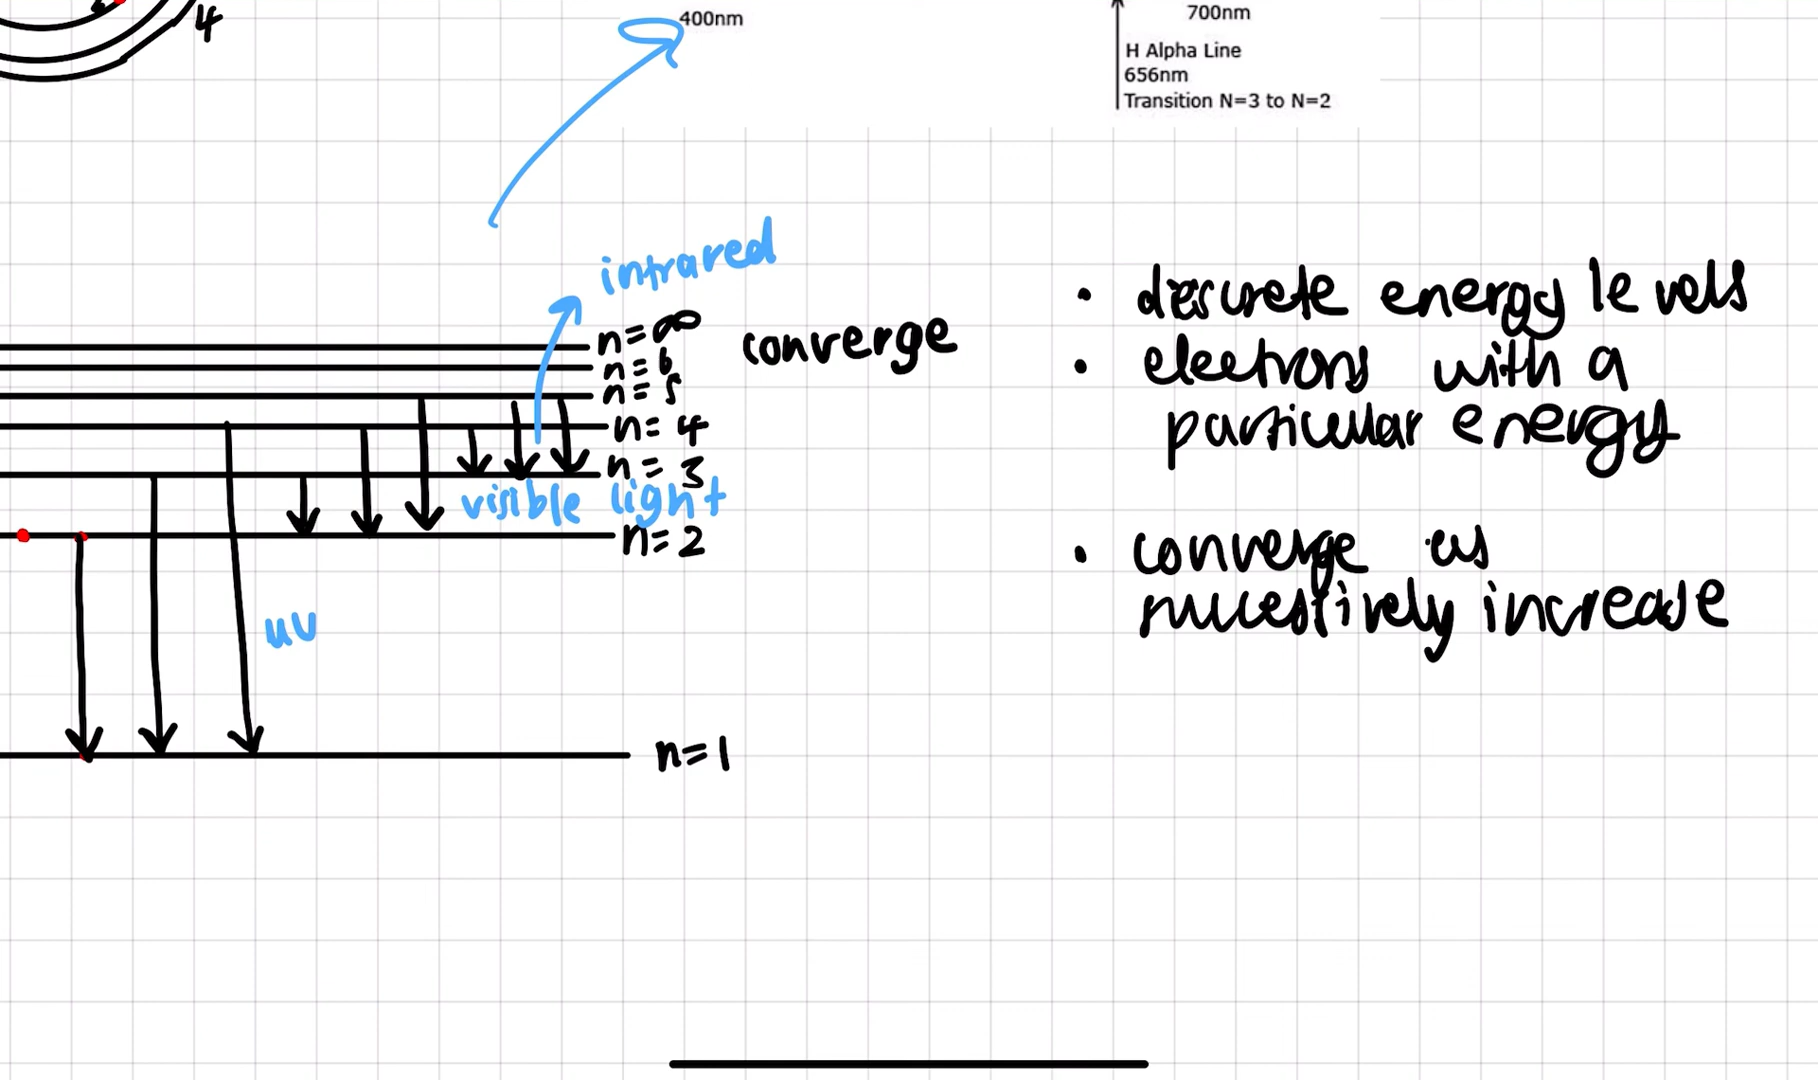 4
400nm
700nm
H Alpha Line
656nm
Transition N=3 to N=2
infrared
n=∞
converge
n=6
n=5
n=4
n=3
visible light
n=2
uv
n=1
• discrete energy levels
• electrons with a
particular energy
• converge as
successively increase